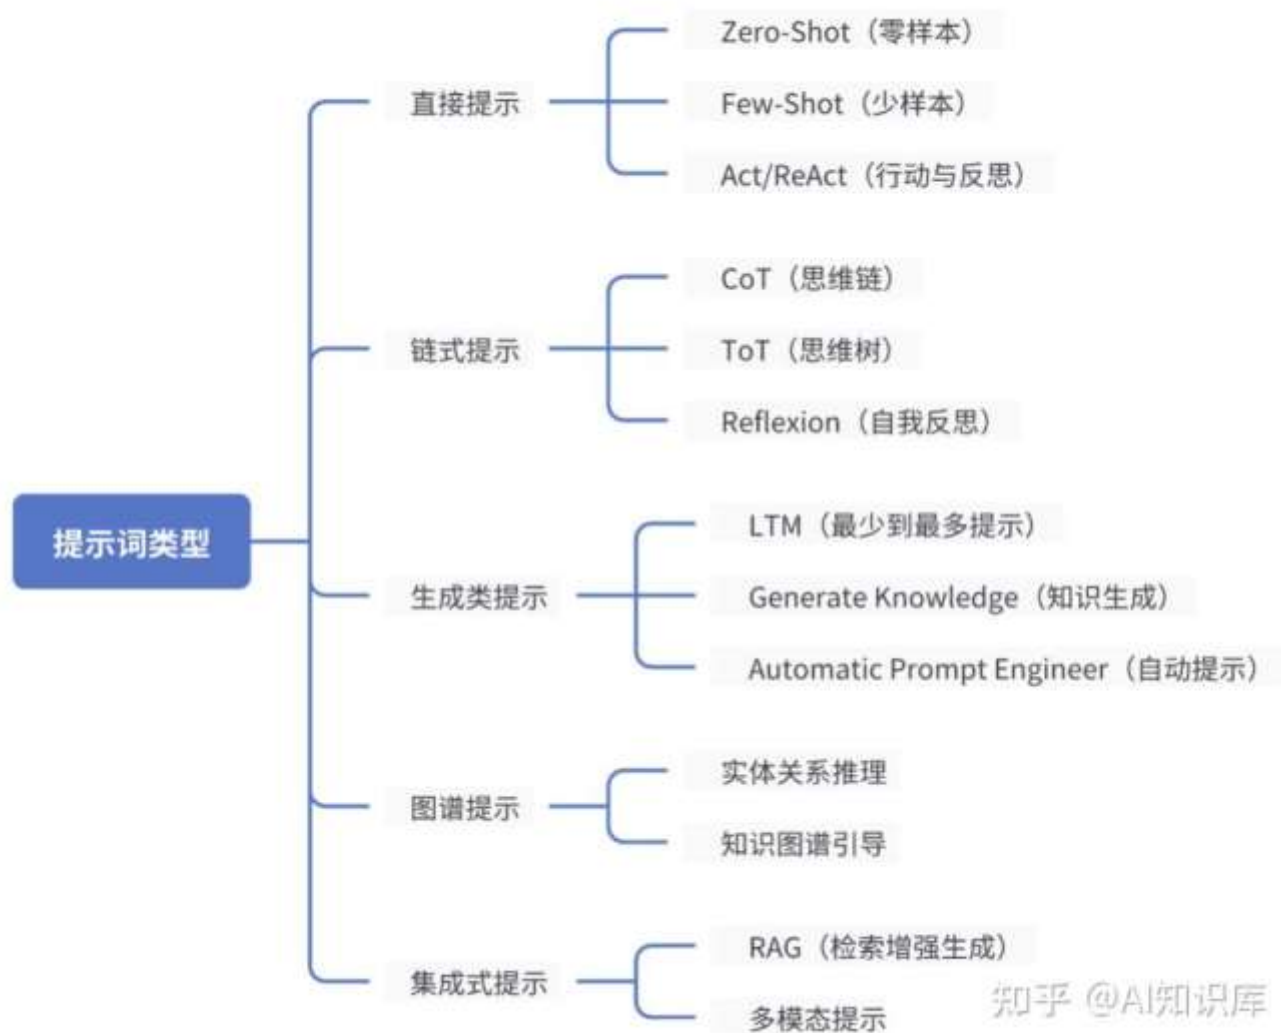 提示词类型
直接提示
Zero-Shot（零样本）
Few-Shot（少样本）
Act/ReAct（行动与反思）
链式提示
CoT（思维链）
ToT（思维树）
Reflexion（自我反思）
生成类提示
LTM（最少到最多提示）
Generate Knowledge（知识生成）
Automatic Prompt Engineer（自动提示）
图谱提示
实体关系推理
知识图谱引导
集成式提示
RAG（检索增强生成）
多模态提示
知乎 @AI知识库